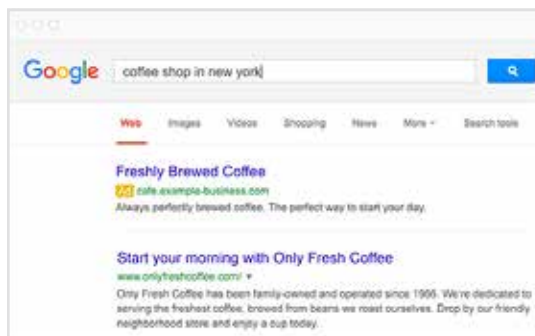 Google coffee shop in new york
Web Images Videos Shopping News More Search tools
Freshly Brewed Coffee
Ad cafe.example-business.com
Always perfectly brewed coffee. The perfect way to start your day.
Start your morning with Only Fresh Coffee
www.onlyfreshcoffee.com/
Only Fresh Coffee has been family-owned and operated since 1966. We're dedicated to
serving the freshest coffee, brewed from beans we roast ourselves. Drop by our friendly
neighborhood store and enjoy a cup today.